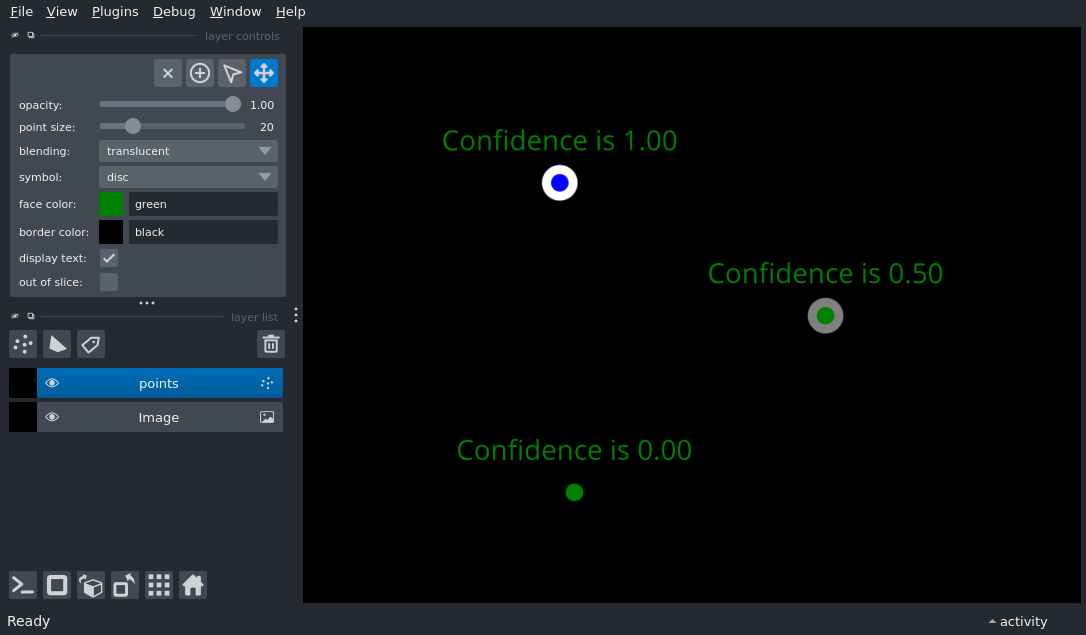 File View Plugins Debug Window Help
layer controls
opacity: 1.00
point size: 20
blending: translucent
symbol: disc
face color: green
border color: black
display text:
out of slice:
layer list
points
Image
Confidence is 1.00
Confidence is 0.50
Confidence is 0.00
Ready
activity